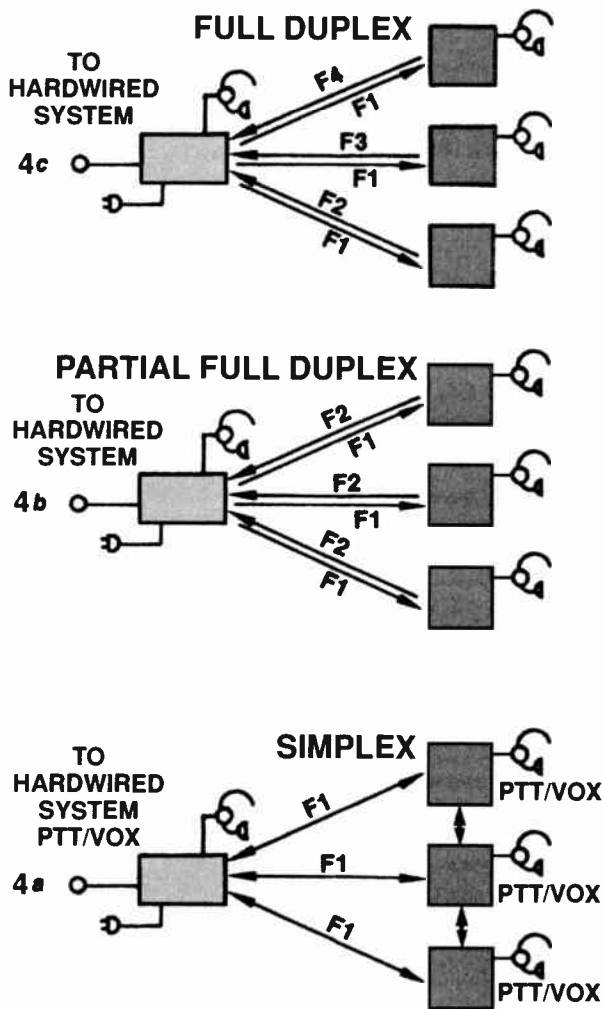 FULL DUPLEX
TO
HARDWIRED
SYSTEM
4c
F4
F1
F3
F1
F2
F1
PARTIAL FULL DUPLEX
TO
HARDWIRED
SYSTEM
4b
F2
F1
F2
F1
F2
F1
SIMPLEX
TO
HARDWIRED
SYSTEM
PTT/VOX
4a
F1
F1
F1
PTT/VOX
PTT/VOX
PTT/VOX